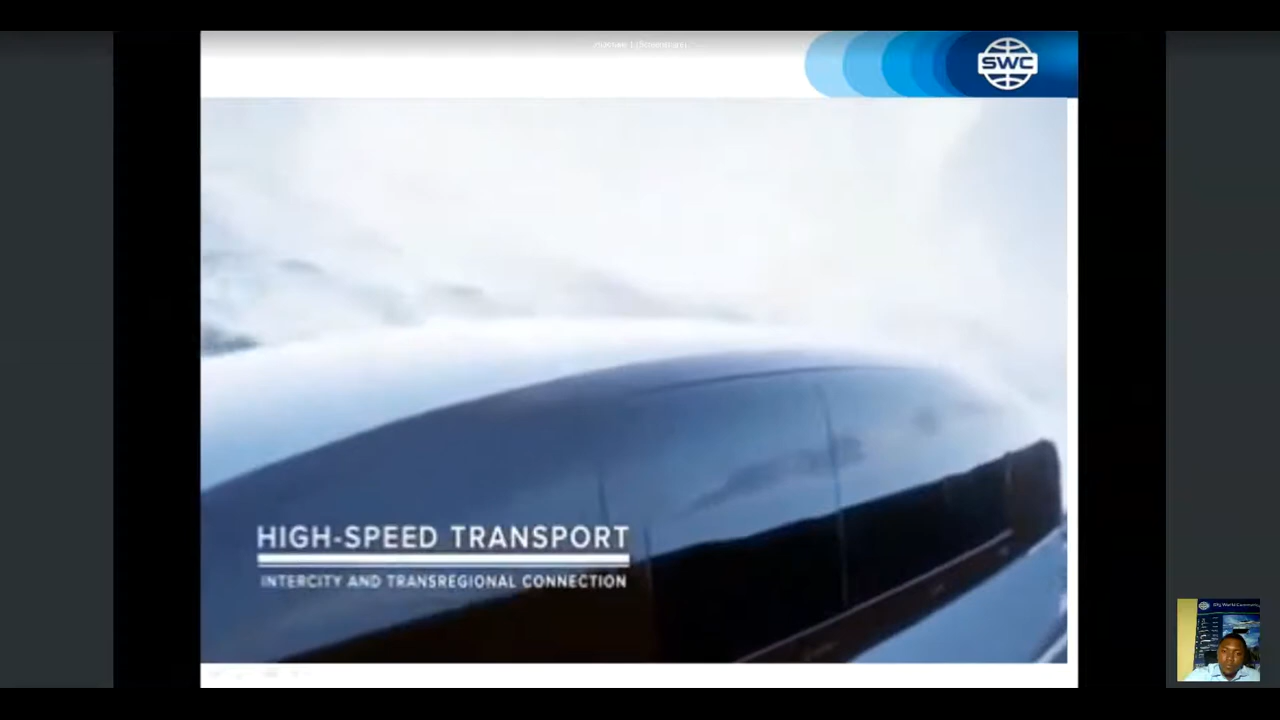 SWC
HIGH-SPEED TRANSPORT
INTERCITY AND TRANSREGIONAL CONNECTION